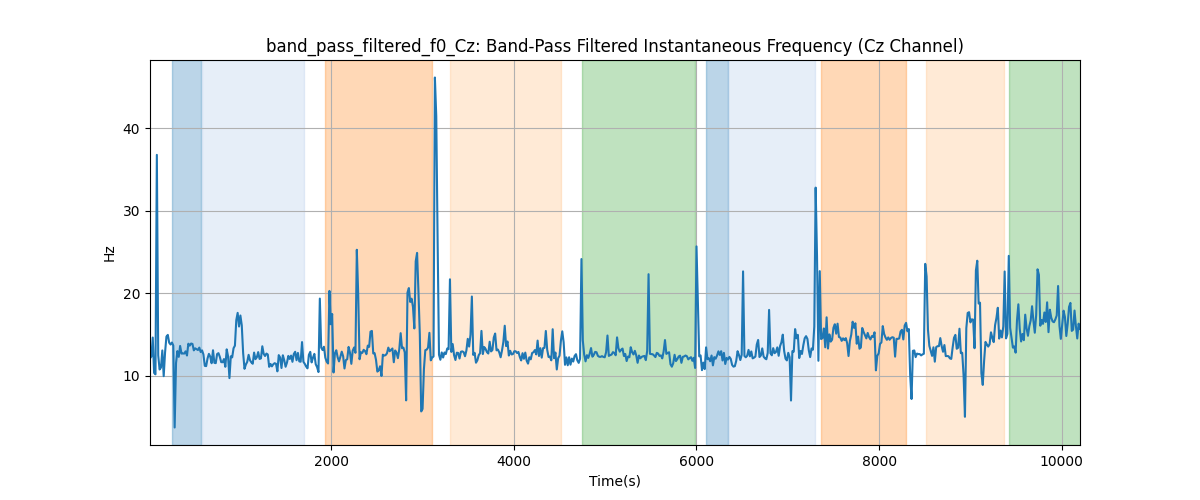 band_pass_filtered_f0_Cz: Band-Pass Filtered Instantaneous Frequency (Cz Channel)
40
30
20
10
Hz
2000 4000 6000 8000 10000
Time(s)